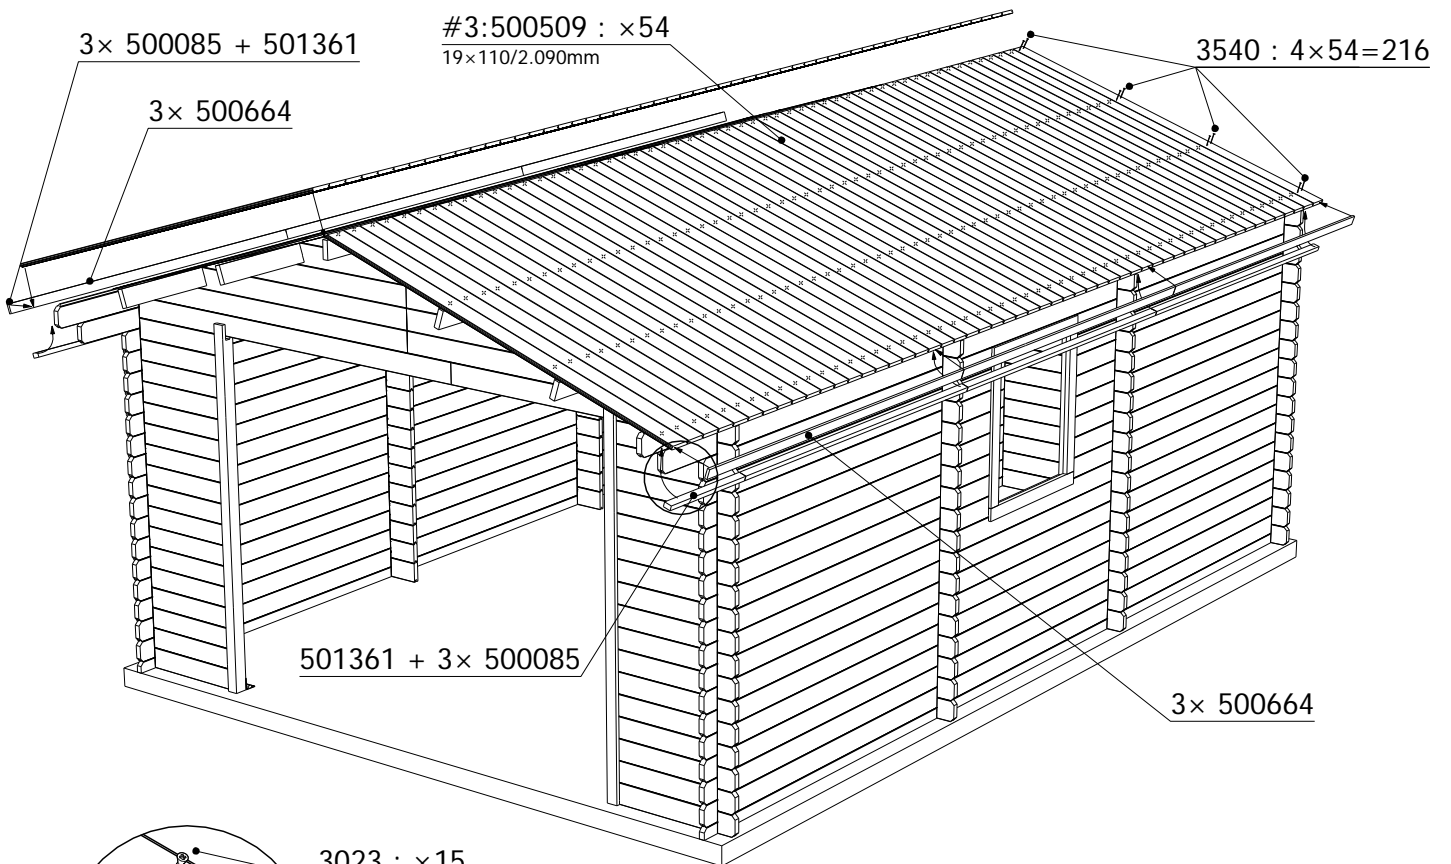 3× 500085 + 501361
#3:500509 : ×54
19×110/2.090mm
3540 : 4×54=216
3× 500664
501361 + 3× 500085
3× 500664
3023 : ×15